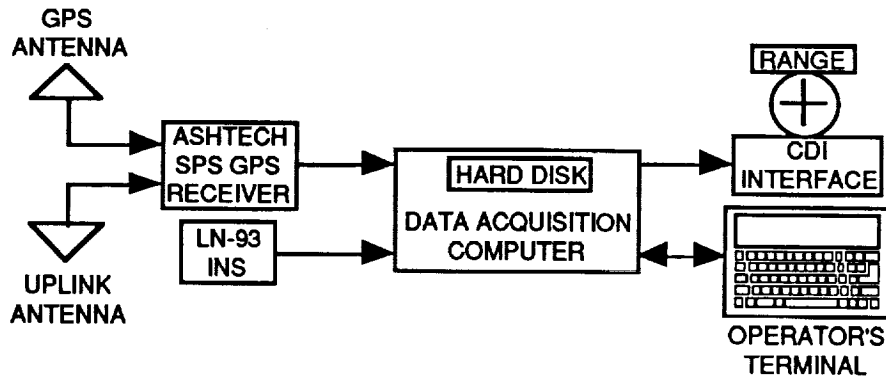 GPS
ANTENNA
ASHTECH
SPS GPS
RECEIVER
LN-93
INS
UPLINK
ANTENNA
HARD DISK
DATA ACQUISITION
COMPUTER
RANGE
CDI
INTERFACE
OPERATOR'S
TERMINAL